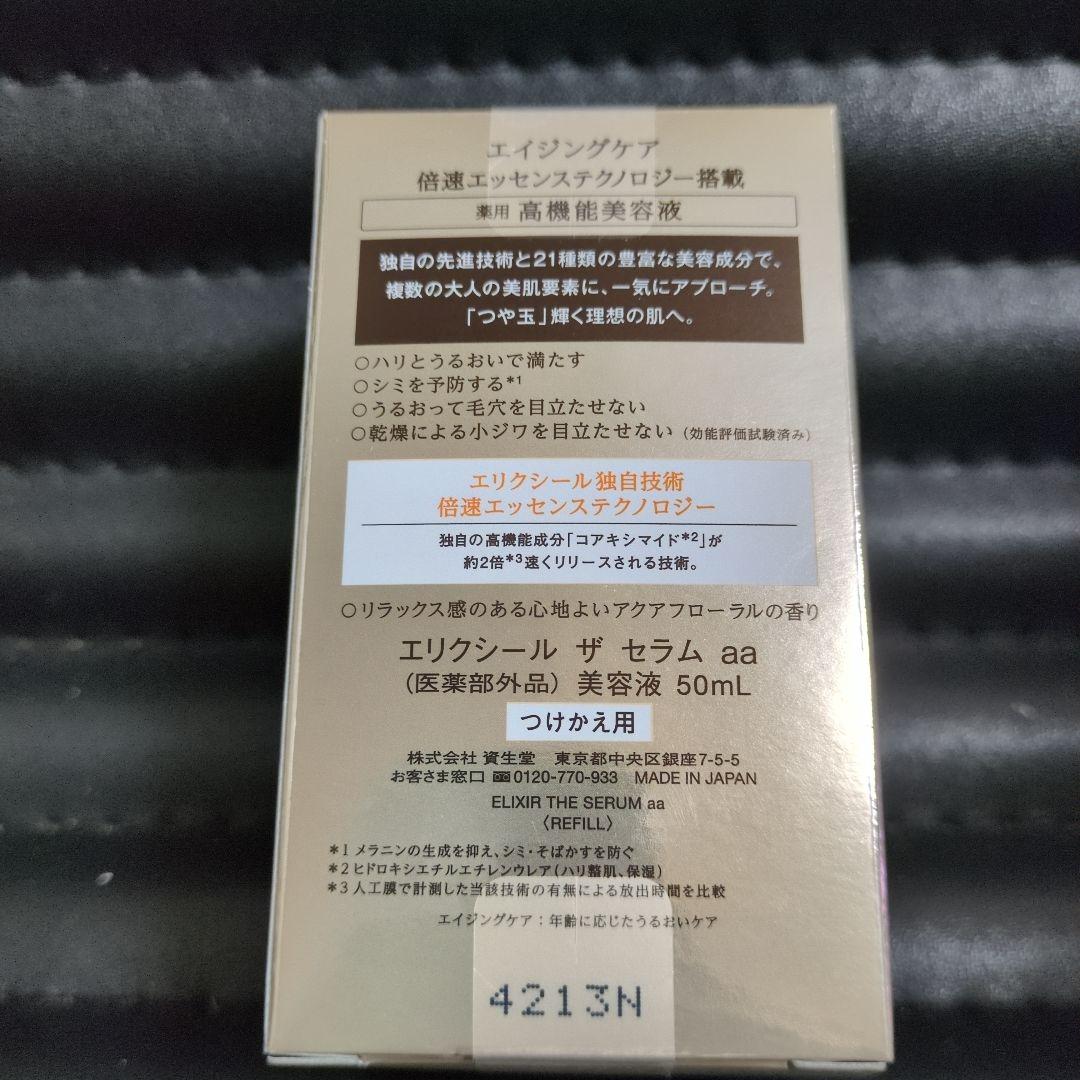 エイジングケア
倍速エッセンステクノロジー搭載
薬用 高機能美容液
独自の先進技術と21種類の豊富な美容成分で、
複数の大人の美肌要素に、一気にアプローチ。
「つや玉」輝く理想の肌へ。
○ハリとうるおいで満たす
○シミを予防する*1
○うるおって毛穴を目立たせない
○乾燥による小ジワを目立たせない (効能評価試験済み)
エリクシール独自技術
倍速エッセンステクノロジー
独自の高機能成分「コアキシマイド*2」が
約2倍*3速くリリースされる技術。
○リラックス感のある心地よいアクアフローラルの香り
エリクシール ザ セラム aa
(医薬部外品) 美容液 50mL
つけかえ用
株式会社 資生堂 東京都中央区銀座7-5-5
お客さま窓口 0120-770-933 MADE IN JAPAN
ELIXIR THE SERUM aa
〈REFILL〉
*1 メラニンの生成を抑え、シミ・そばかすを防ぐ
*2 ヒドロキシエチルエチレンウレア(ハリ整肌、保湿)
*3 人工膜で計測した当該技術の有無による放出時間を比較
エイジングケア:年齢に応じたうるおいケア
4213N